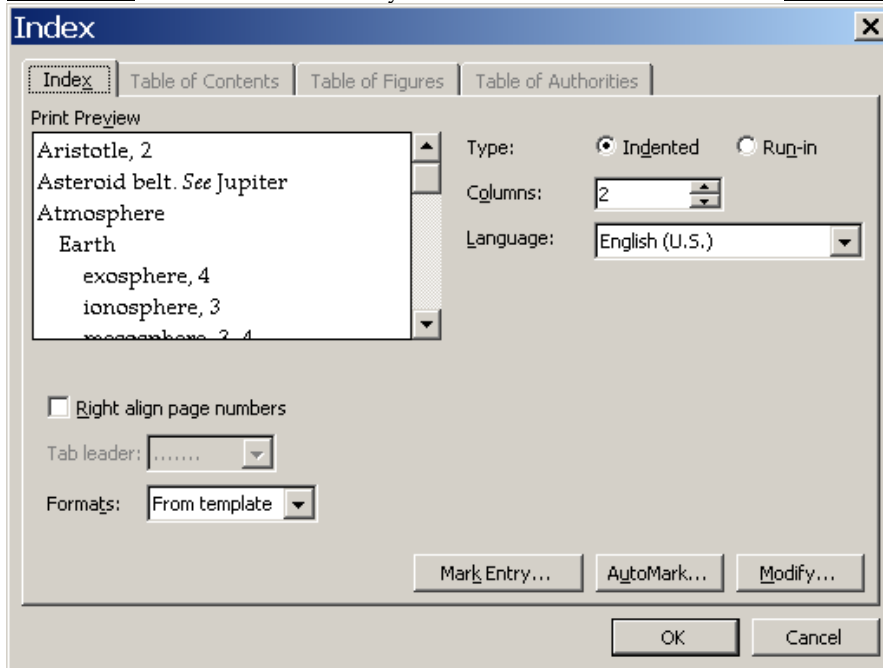 Index
Index Table of Contents Table of Figures Table of Authorities
Print Preview
Aristotle, 2
Asteroid belt. See Jupiter
Atmosphere
Earth
exosphere, 4
ionosphere, 3
Type: Indented Run-in
Columns: 2
Language: English (U.S.)
Right align page numbers
Tab leader: .......
Formats: From template
Mark Entry... AutoMark... Modify...
OK Cancel